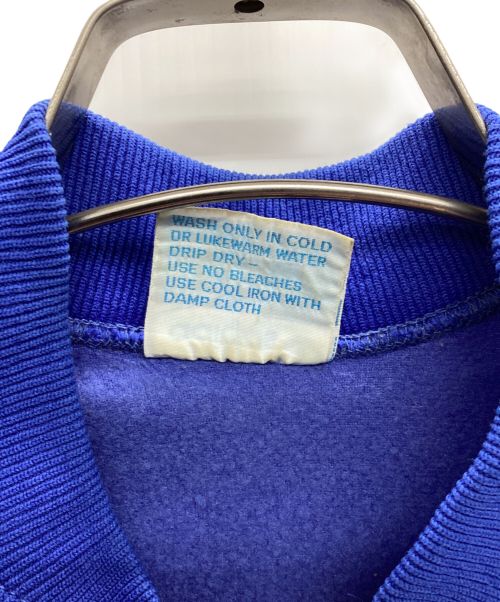 WASH ONLY IN COLD
OR LUKEWARM WATER
DRIP DRY –
USE NO BLEACHES
USE COOL IRON WITH
DAMP CLOTH